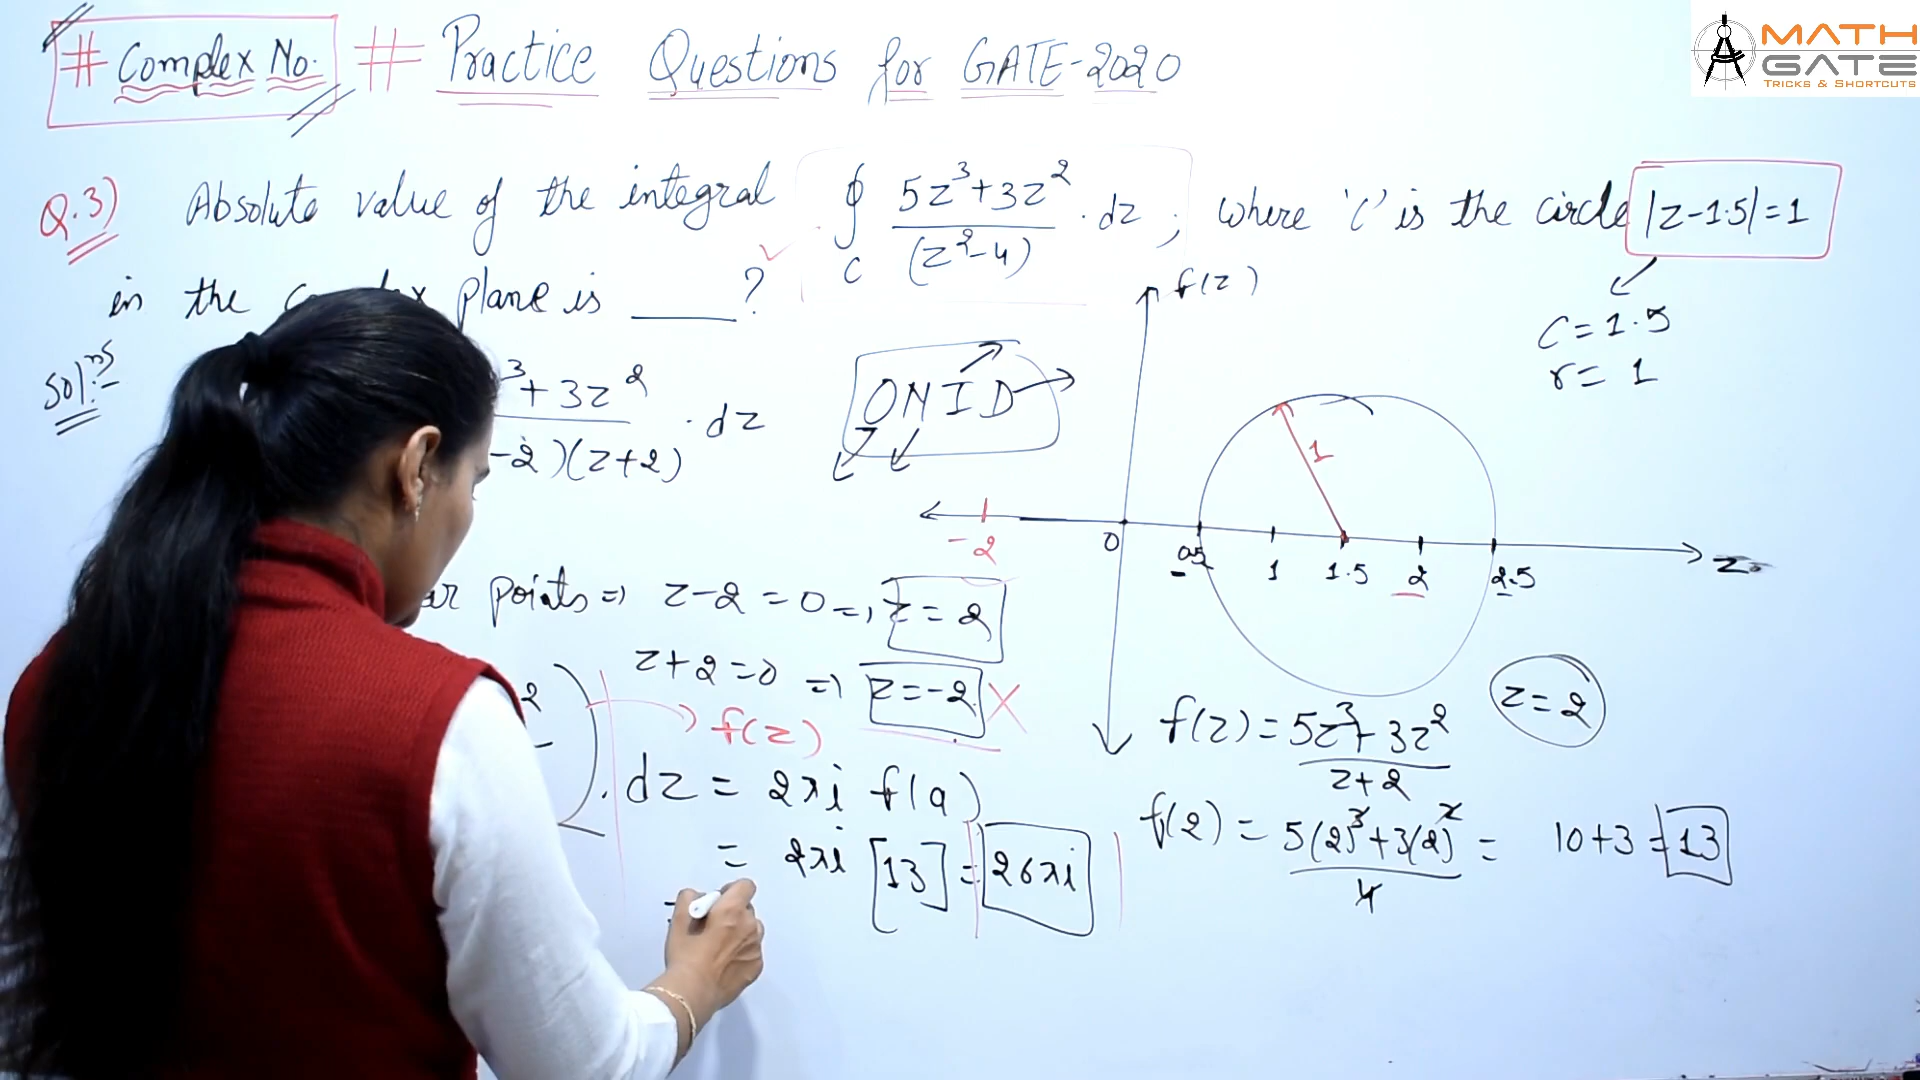 # Complex No. # Practice Questions for GATE-2020
MATH
GATE
TRICKS & SHORTCUTS
Q.3) Absolute value of the integral ∮ 5z³+3z² / (z²-4) . dz ; where 'C' is the circle |z-1.5|=1
C
in the plane is ____?
f(z)
C = 1.5
r = 1
Sol.ns
³+3z² / -2)(z+2) . dz
ONID
1
-2 0 0.5 1 1.5 2 2.5 z
points ⇒ z-2=0 ⇒ z=2
z+2=0 ⇒ z=-2 ×
2 → f(z)
. dz = 2πi f(a)
= 2πi [13] = 26πi
=
f(z) = 5z³+3z² / z+2
z=2
f(2) = 5(2)³+3(2)² / 4 = 10+3 = 13